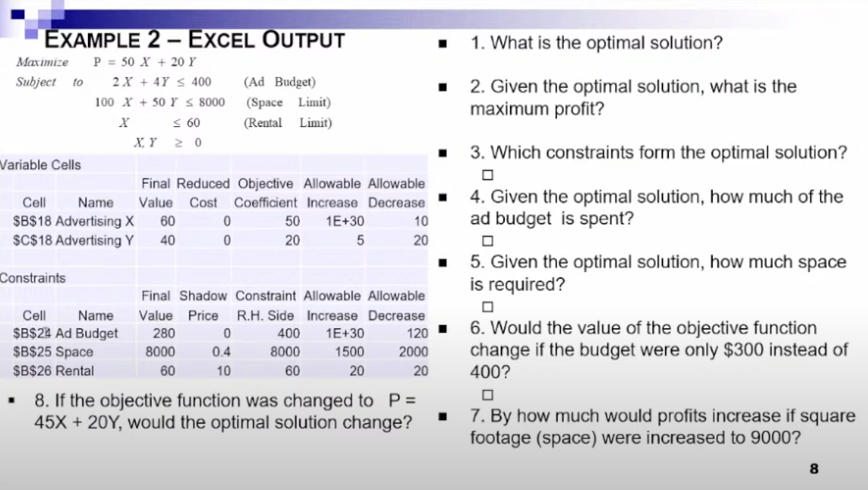 EXAMPLE 2 – EXCEL OUTPUT
Maximize P = 50 X + 20 Y
Subject to 2 X + 4 Y ≤ 400 (Ad Budget)
100 X + 50 Y ≤ 8000 (Space Limit)
X ≤ 60 (Rental Limit)
X, Y ≥ 0
Variable Cells
Final Reduced Objective Allowable Allowable
Cell Name Value Cost Coefficient Increase Decrease
$B$18 Advertising X 60 0 50 1E+30 10
$C$18 Advertising Y 40 0 20 5 20
Constraints
Final Shadow Constraint Allowable Allowable
Cell Name Value Price R.H. Side Increase Decrease
$B$24 Ad Budget 280 0 400 1E+30 120
$B$25 Space 8000 0.4 8000 1500 2000
$B$26 Rental 60 10 60 20 20
▪ 8. If the objective function was changed to P =
45X + 20Y, would the optimal solution change?
▪ 1. What is the optimal solution?
▪ 2. Given the optimal solution, what is the
maximum profit?
▪ 3. Which constraints form the optimal solution?
▪ 4. Given the optimal solution, how much of the
ad budget is spent?
▪ 5. Given the optimal solution, how much space
is required?
▪ 6. Would the value of the objective function
change if the budget were only $300 instead of
400?
▪ 7. By how much would profits increase if square
footage (space) were increased to 9000?
8